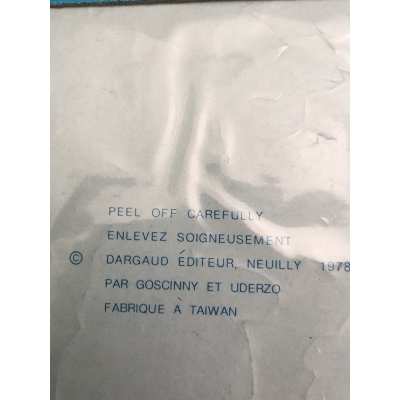 PEEL OFF CAREFULLY
ENLEVEZ SOIGNEUSEMENT
© DARGAUD ÉDITEUR, NEUILLY 1978
PAR GOSCINNY ET UDERZO
FABRIQUE À TAIWAN